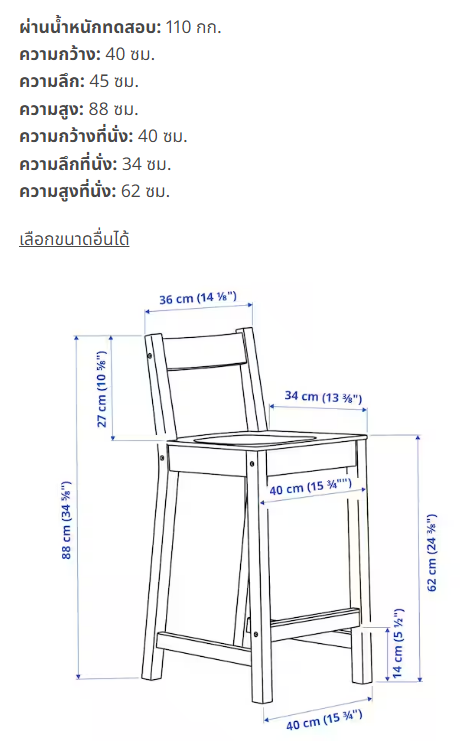 ผ่านน้ำหนักทดสอบ: 110 กก.
ความกว้าง: 40 ซม.
ความลึก: 45 ซม.
ความสูง: 88 ซม.
ความกว้างที่นั่ง: 40 ซม.
ความลึกที่นั่ง: 34 ซม.
ความสูงที่นั่ง: 62 ซม.
เลือกขนาดอื่นได้
36 cm (14 ⅛")
27 cm (10 ⅝")
34 cm (13 ⅜")
40 cm (15 ¾"")
88 cm (34 ⅝")
62 cm (24 ⅜")
14 cm (5 ½")
40 cm (15 ¾")